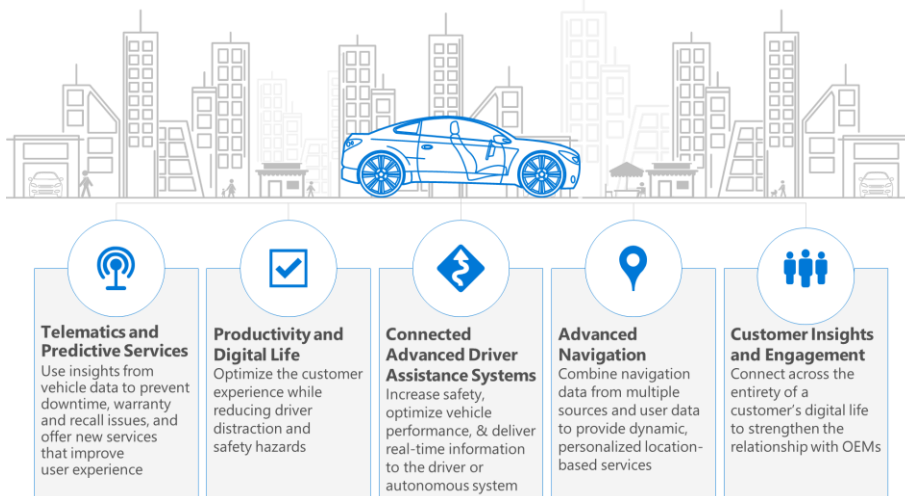 Telematics and
Predictive Services
Use insights from
vehicle data to prevent
downtime, warranty
and recall issues, and
offer new services
that improve
user experience
Productivity and
Digital Life
Optimize the customer
experience while
reducing driver
distraction and
safety hazards
Connected
Advanced Driver
Assistance Systems
Increase safety,
optimize vehicle
performance, & deliver
real-time information
to the driver or
autonomous system
Advanced
Navigation
Combine navigation
data from multiple
sources and user data
to provide dynamic,
personalized location-
based services
Customer Insights
and Engagement
Connect across the
entirety of a
customer's digital life
to strengthen the
relationship with OEMs